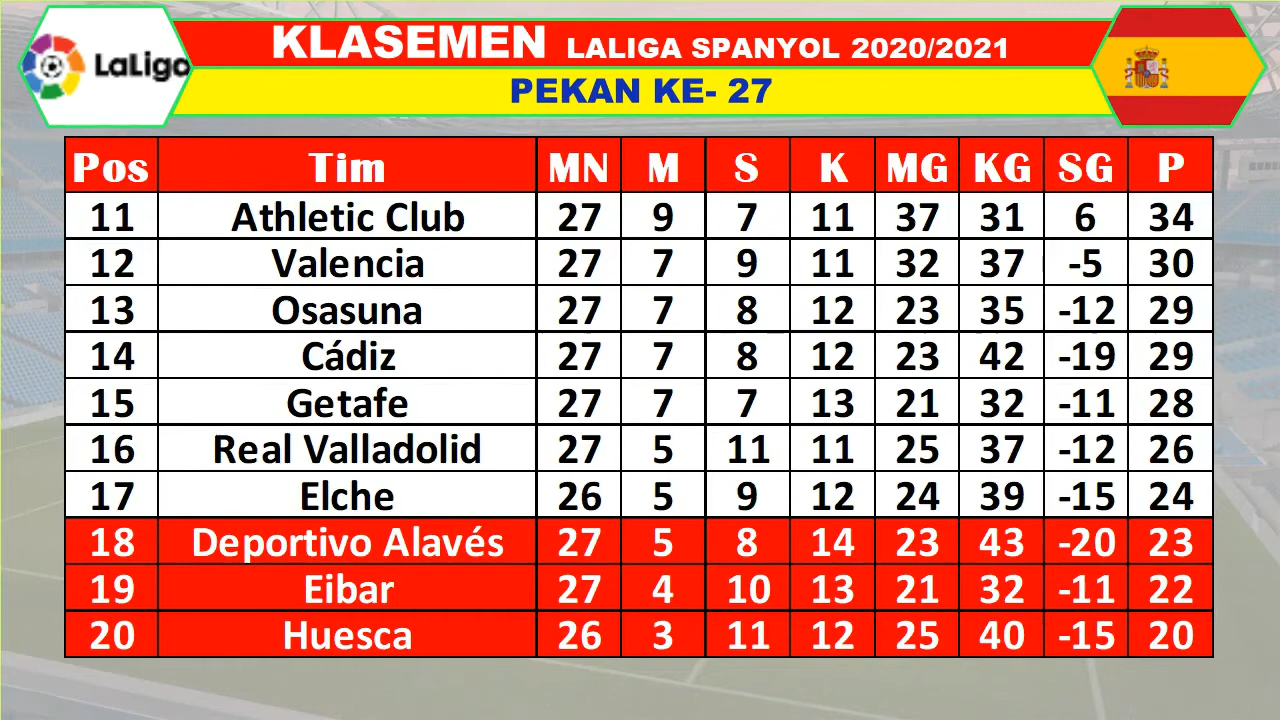 LaLiga
KLASEMEN LALIGA SPANYOL 2020/2021
PEKAN KE- 27
Pos Tim MN M S K MG KG SG P
11 Athletic Club 27 9 7 11 37 31 6 34
12 Valencia 27 7 9 11 32 37 -5 30
13 Osasuna 27 7 8 12 23 35 -12 29
14 Cádiz 27 7 8 12 23 42 -19 29
15 Getafe 27 7 7 13 21 32 -11 28
16 Real Valladolid 27 5 11 11 25 37 -12 26
17 Elche 26 5 9 12 24 39 -15 24
18 Deportivo Alavés 27 5 8 14 23 43 -20 23
19 Eibar 27 4 10 13 21 32 -11 22
20 Huesca 26 3 11 12 25 40 -15 20